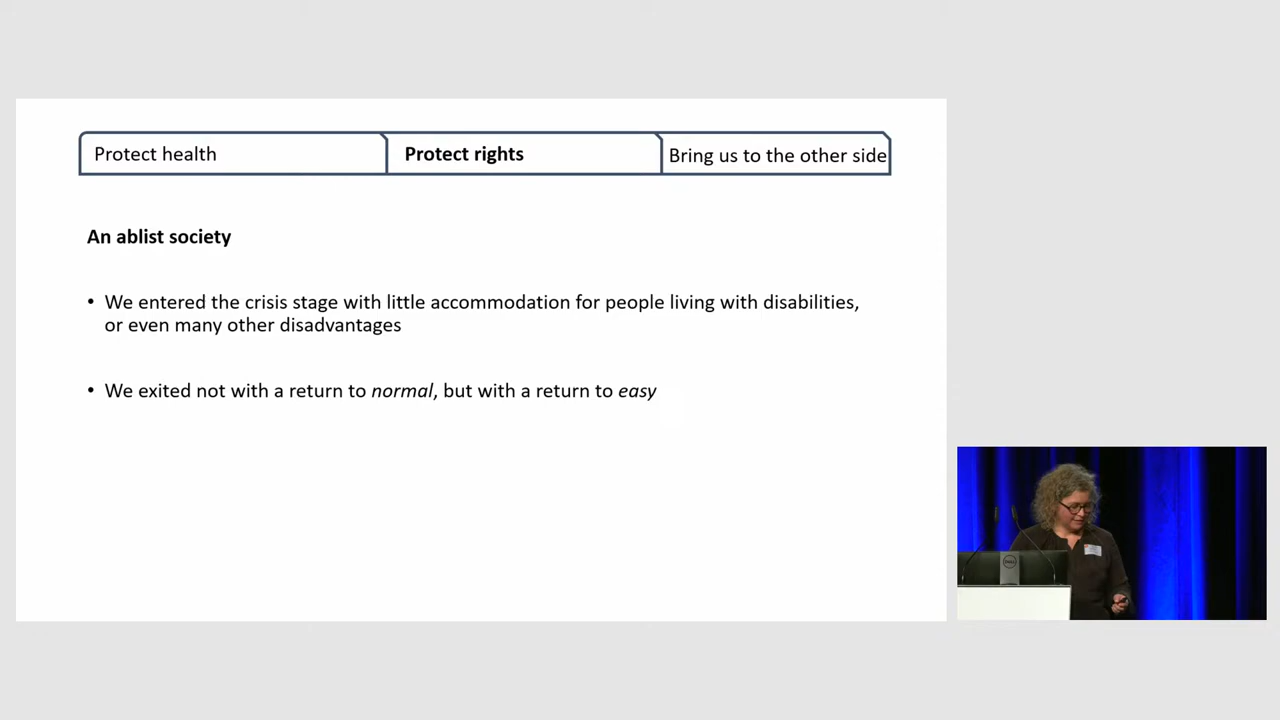 Protect health
Protect rights
Bring us to the other side
An ablist society
• We entered the crisis stage with little accommodation for people living with disabilities,
or even many other disadvantages
• We exited not with a return to normal, but with a return to easy
DELL